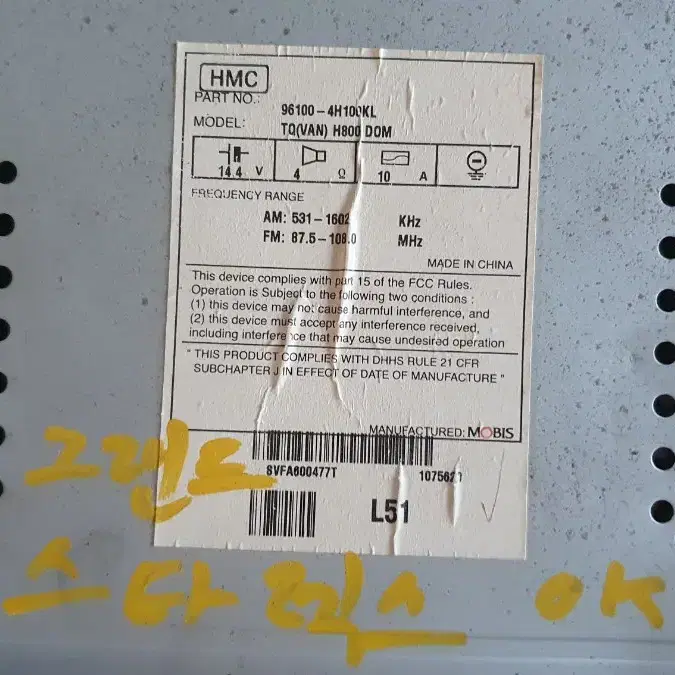 HMC
PART NO.:
96100-4H100KL
MODEL:
TQ(VAN) H800 DOM
14.4 V
4 Ω
10 A
FREQUENCY RANGE
AM: 531-1602 KHz
FM: 87.5-108.0 MHz
MADE IN CHINA
This device complies with part 15 of the FCC Rules.
Operation is Subject to the following two conditions :
(1) this device may not cause harmful interference, and
(2) this device must accept any interference received,
including interference that may cause undesired operation
" THIS PRODUCT COMPLIES WITH DHHS RULE 21 CFR
SUBCHAPTER J IN EFFECT OF DATE OF MANUFACTURE "
MANUFACTURED: MOBIS
SVFA600477T
L51
그랜드
스타렉스 OK